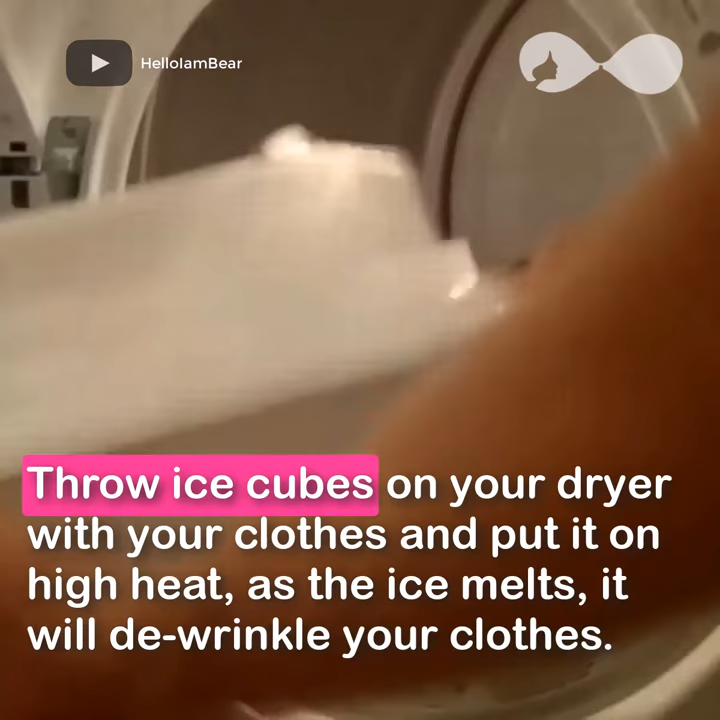 HelloIamBear
Throw ice cubes on your dryer
with your clothes and put it on
high heat, as the ice melts, it
will de-wrinkle your clothes.